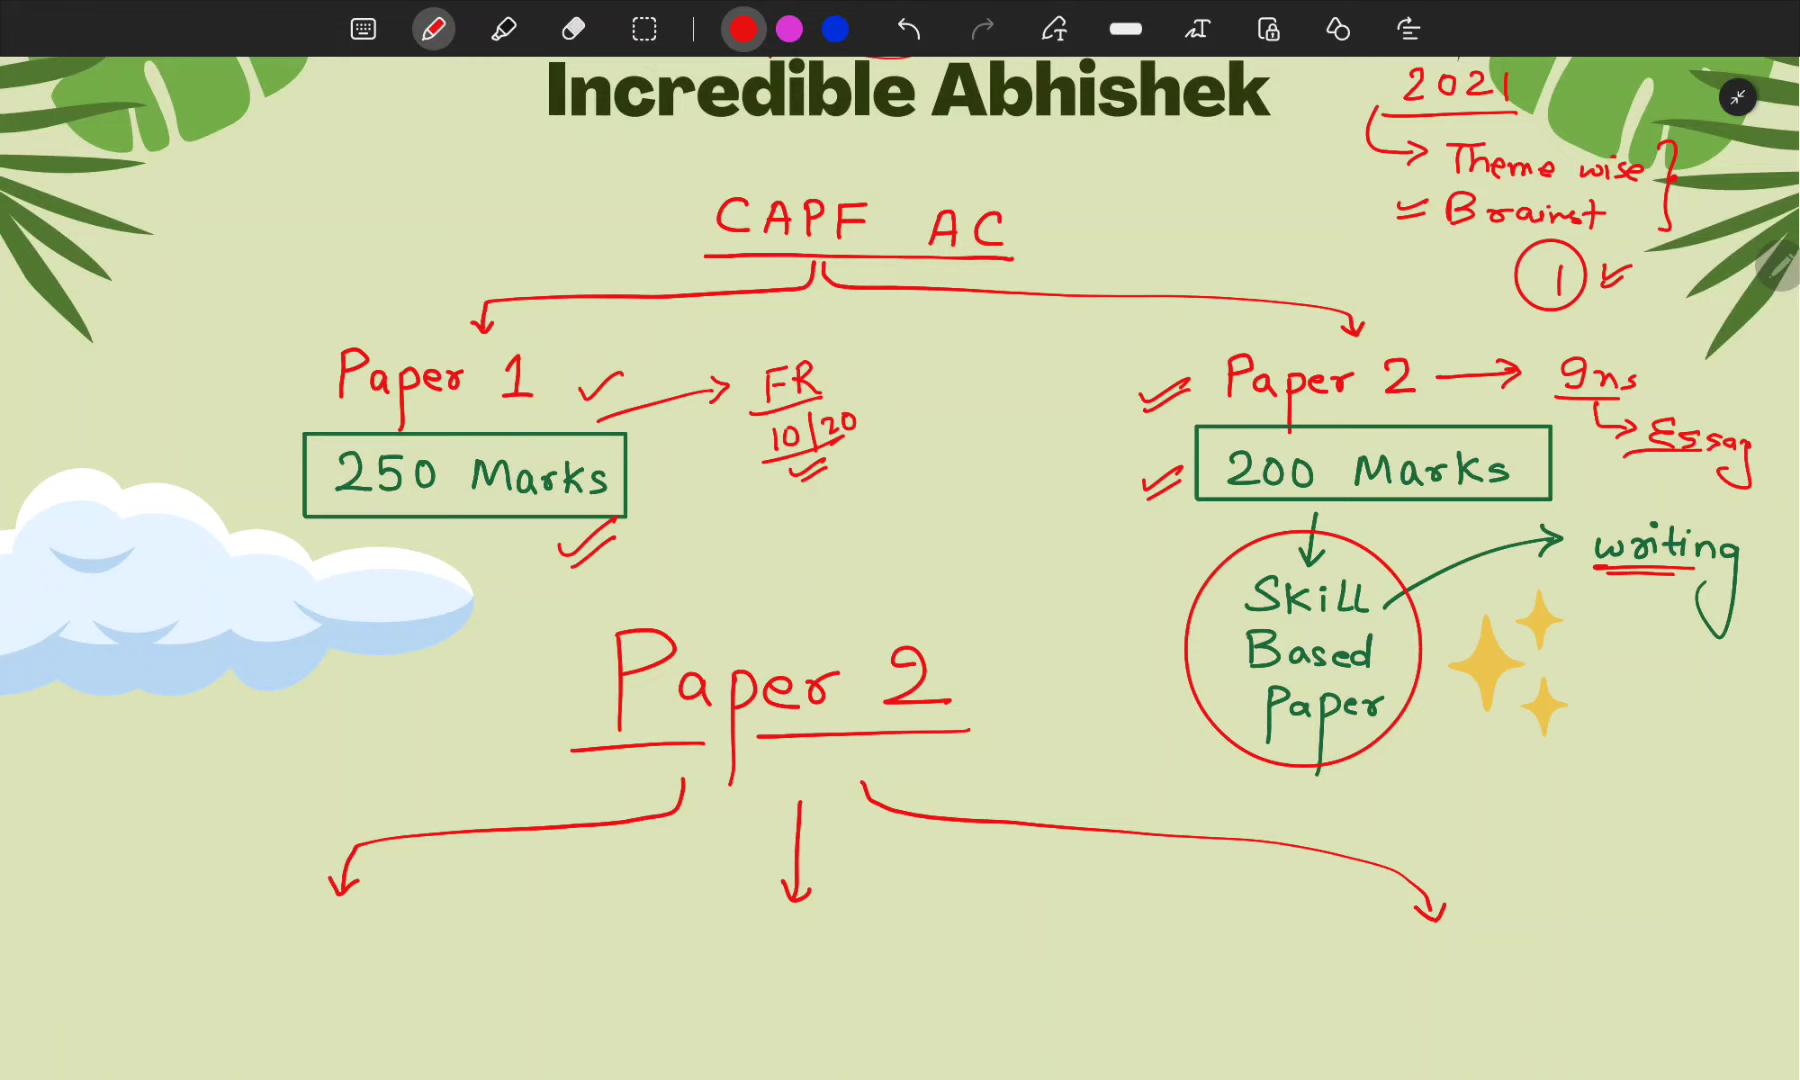 Incredible Abhishek
2021
Theme wise
Brainst
1
CAPF AC
Paper 1
FR
10/20
250 Marks
Paper 2
Essay
200 Marks
Skill
Based
Paper
writing
Paper 2